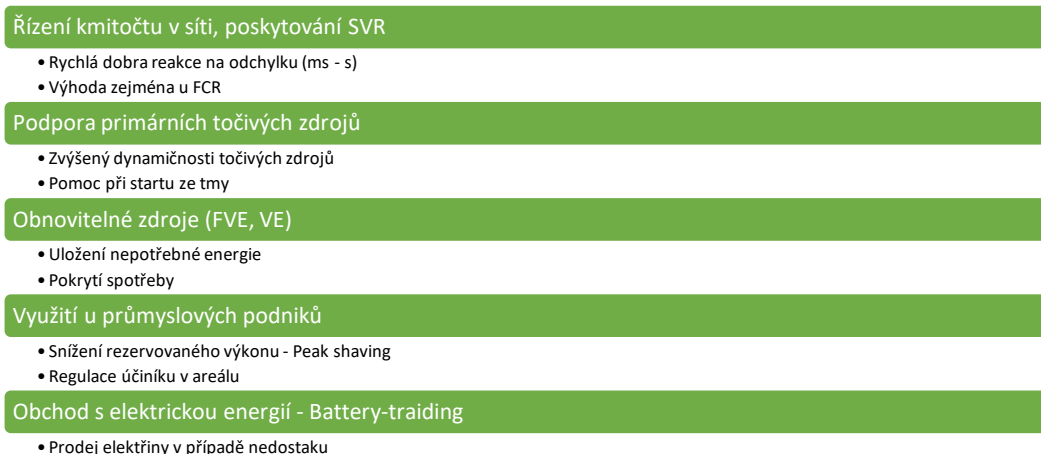 Řízení kmitočtu v síti, poskytování SVR
• Rychlá dobra reakce na odchylku (ms - s)
• Výhoda zejména u FCR
Podpora primárních točivých zdrojů
• Zvýšený dynamičnosti točivých zdrojů
• Pomoc při startu ze tmy
Obnovitelné zdroje (FVE, VE)
• Uložení nepotřebné energie
• Pokrytí spotřeby
Využití u průmyslových podniků
• Snížení rezervovaného výkonu - Peak shaving
• Regulace účiníku v areálu
Obchod s elektrickou energií - Battery-traiding
• Prodej elektřiny v případě nedostaku